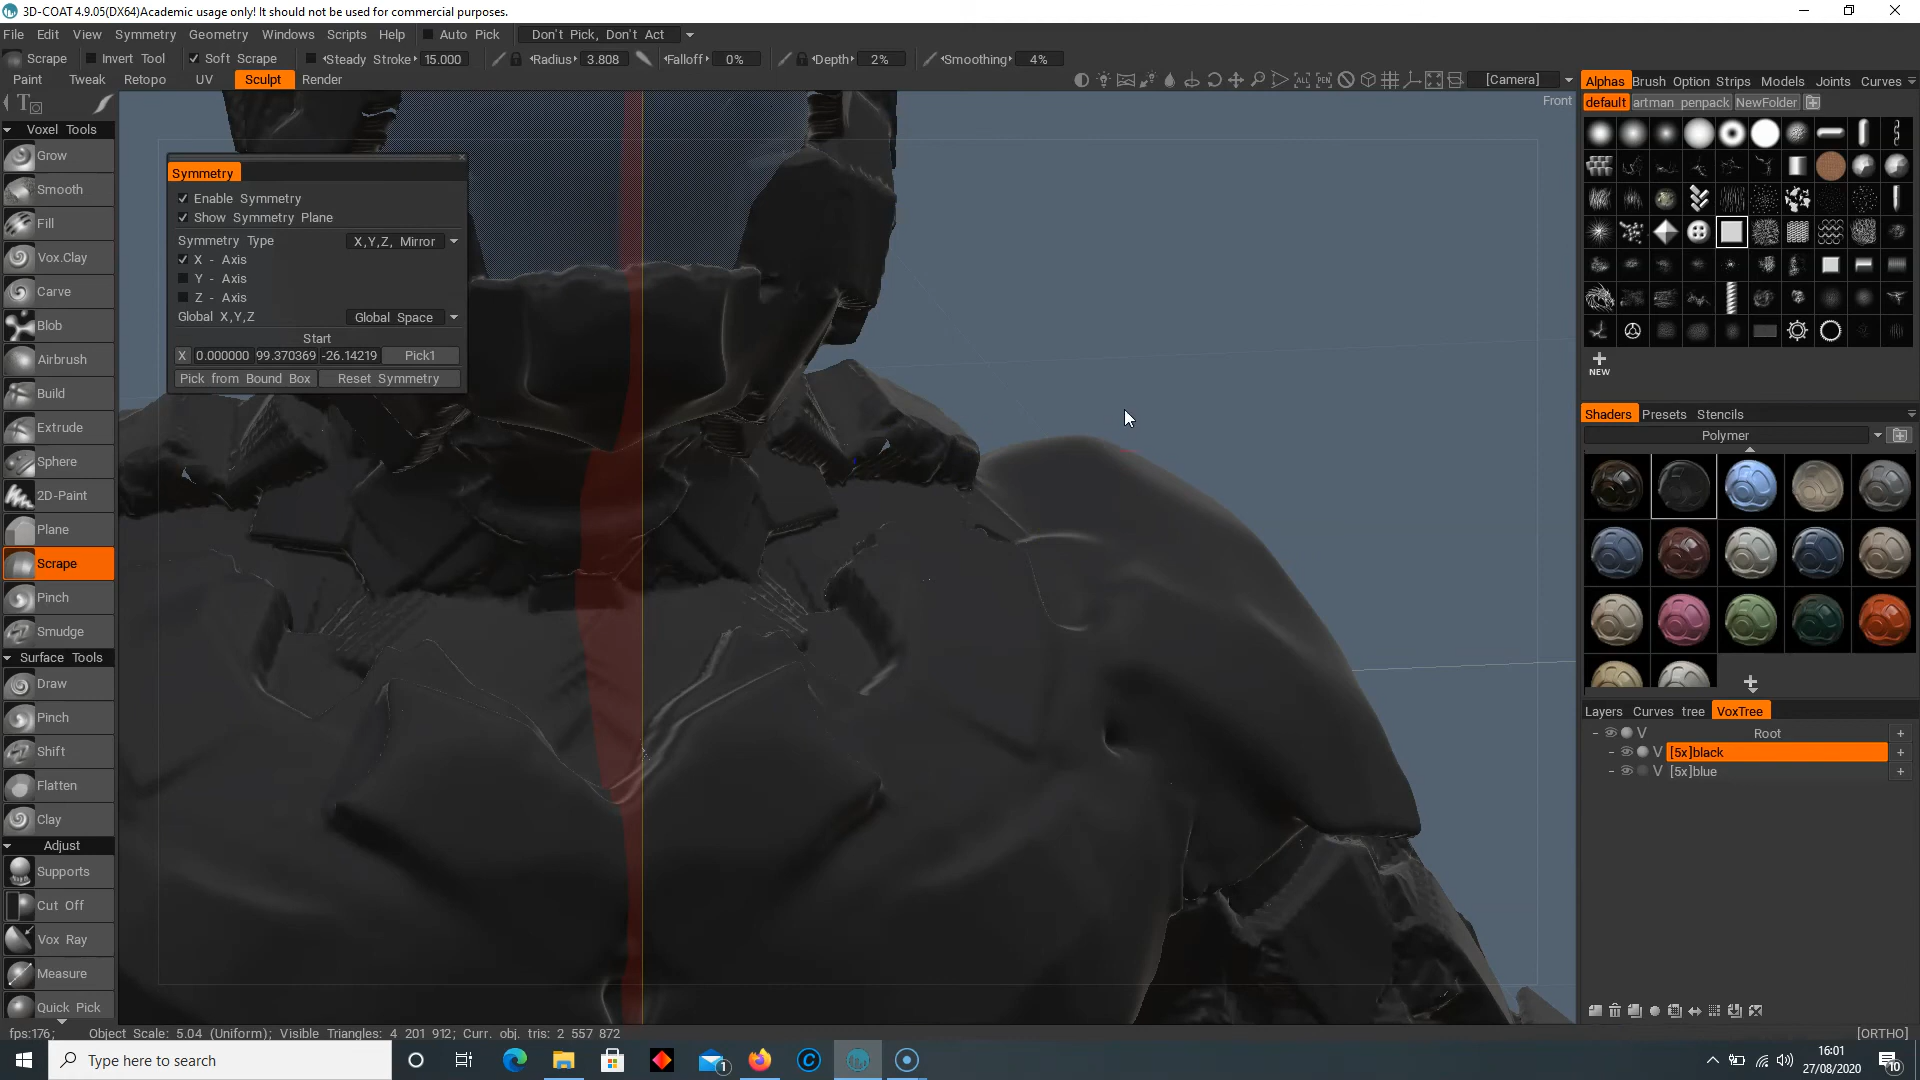 3D-COAT 4.9.05(DX64)Academic usage only! It should not be used for commercial purposes.
File Edit View Symmetry Geometry Windows Scripts Help Auto Pick Don't Pick, Don't Act
Scrape Invert Tool Soft Scrape Steady Stroke 15.000 Radius 3.808 Falloff 0% Depth 2% Smoothing 4%
Paint Tweak Retopo UV Sculpt Render [Camera]
Alphas Brush Option Strips Models Joints Curves
default artman penpack NewFolder
Front
Voxel Tools
Grow
Smooth
Fill
Vox.Clay
Carve
Blob
Airbrush
Build
Extrude
Sphere
2D-Paint
Plane
Scrape
Pinch
Smudge
Surface Tools
Draw
Pinch
Shift
Flatten
Clay
Adjust
Supports
Cut Off
Vox Ray
Measure
Quick Pick
Symmetry
Enable Symmetry
Show Symmetry Plane
Symmetry Type X,Y,Z, Mirror
X - Axis
Y - Axis
Z - Axis
Global X,Y,Z Global Space
Start
X 0.000000 99.370369 -26.14219 Pick1
Pick from Bound Box Reset Symmetry
NEW
Shaders Presets Stencils
Polymer
Layers Curves tree VoxTree
V Root
V [5x]black
V [5x]blue
fps:176; Object Scale: 5.04 (Uniform); Visible Triangles: 4 201 912; Curr. obj. tris: 2 557 872
[ORTHO]
Type here to search
1
16:01
27/08/2020
10